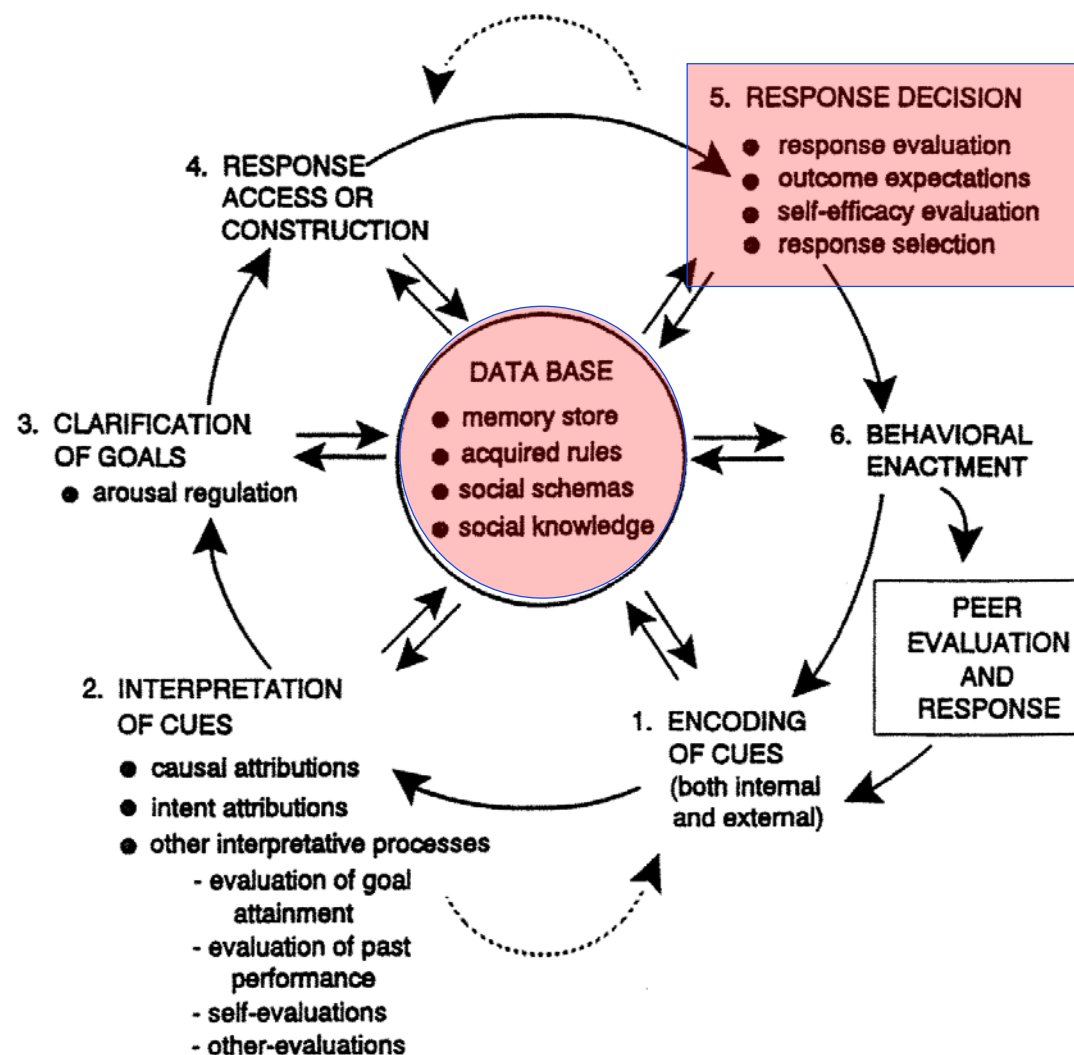 5. RESPONSE DECISION
● response evaluation
● outcome expectations
● self-efficacy evaluation
● response selection
4. RESPONSE
ACCESS OR
CONSTRUCTION
DATA BASE
● memory store
● acquired rules
● social schemas
● social knowledge
3. CLARIFICATION
OF GOALS
● arousal regulation
6. BEHAVIORAL
ENACTMENT
PEER
EVALUATION
AND
RESPONSE
2. INTERPRETATION
OF CUES
● causal attributions
● intent attributions
● other interpretative processes
- evaluation of goal
attainment
- evaluation of past
performance
- self-evaluations
- other-evaluations
1. ENCODING
OF CUES
(both internal
and external)